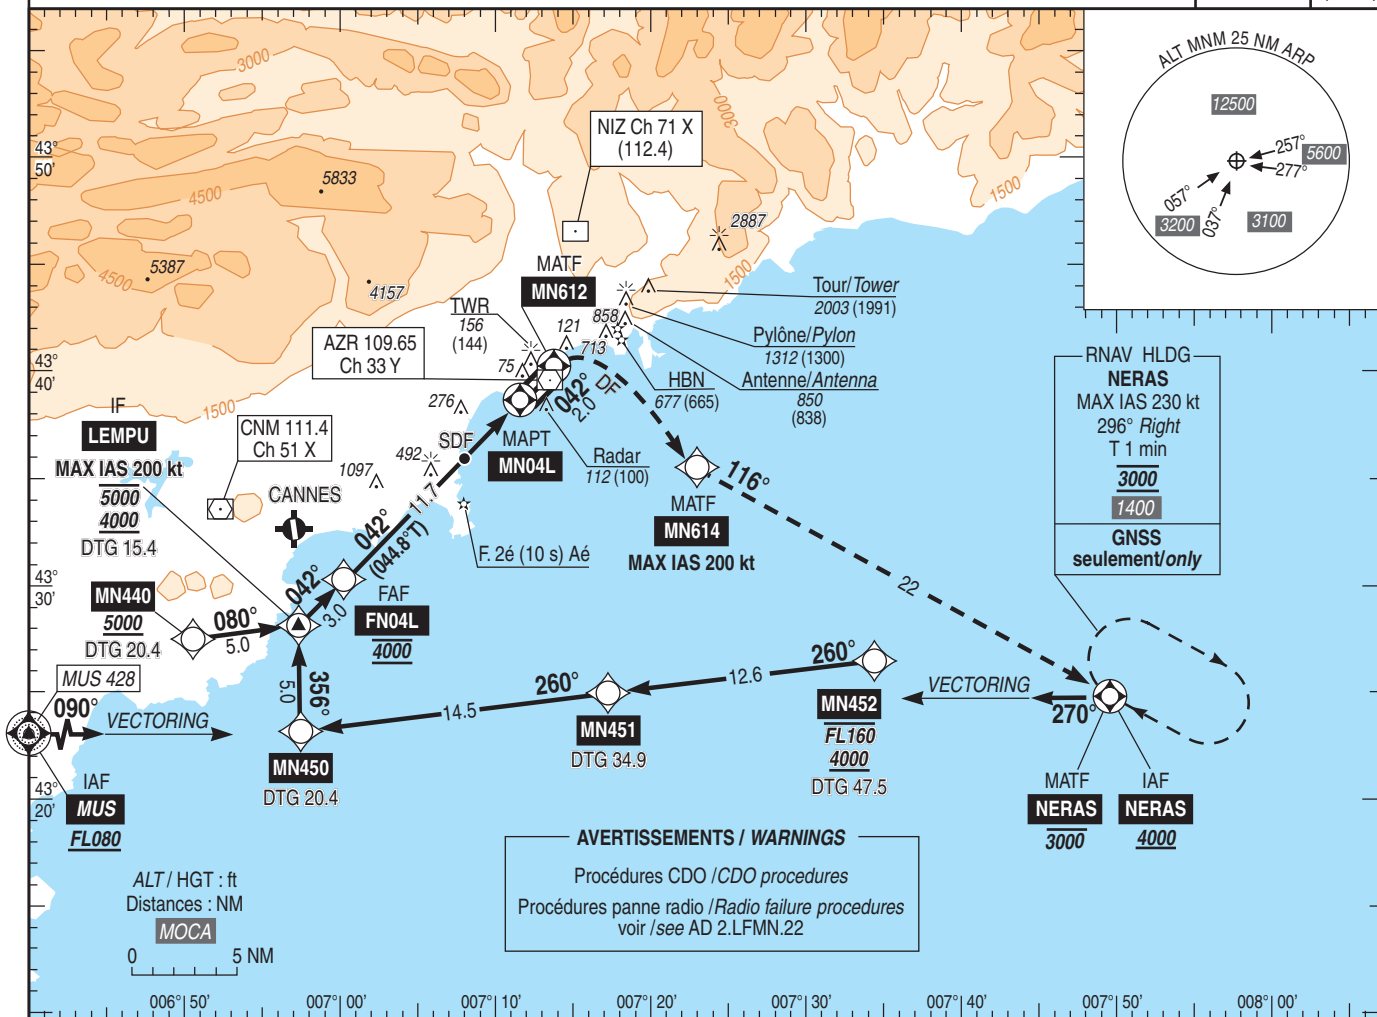 ALT MNM 25 NM ARP
12500
257°
5600
277°
057°
037°
3200
3100
3000
3000
43°
50'
NIZ Ch 71 X
(112.4)
5833
4500
1500
2887
5387
4500
4157
1500
MATF
MN612
Tour/Tower
2003 (1991)
TWR
156
(144)
121
858
713
75
Pylône/Pylon
1312 (1300)
AZR 109.65
Ch 33 Y
43°
40'
HBN
677 (665)
Antenne/Antenna
850
(838)
RNAV HLDG
NERAS
MAX IAS 230 kt
296° Right
T 1 min
3000
1400
GNSS
seulement/only
DF
042°
2.0
1500
276
IF
LEMPU
MAX IAS 200 kt
5000
4000
DTG 15.4
CNM 111.4
Ch 51 X
SDF
MAPT
MN04L
Radar
112 (100)
492
1097
CANNES
116°
MATF
MN614
MAX IAS 200 kt
11.7
042°
(044.8°T)
F. 2é (10 s) Aé
22
43°
30'
MN440
5000
DTG 20.4
080°
5.0
042°
3.0
FAF
FN04L
4000
MUS 428
090°
VECTORING
356°
5.0
260°
14.5
260°
12.6
VECTORING
270°
MN450
DTG 20.4
MN451
DTG 34.9
MN452
FL160
4000
DTG 47.5
IAF
MUS
FL080
43°
20'
MATF
NERAS
3000
IAF
NERAS
4000
AVERTISSEMENTS / WARNINGS
Procédures CDO /CDO procedures
Procédures panne radio /Radio failure procedures
voir /see AD 2.LFMN.22
ALT / HGT : ft
Distances : NM
MOCA
0 5 NM
006°50' 007°00' 007°10' 007°20' 007°30' 007°40' 007°50' 008°00'